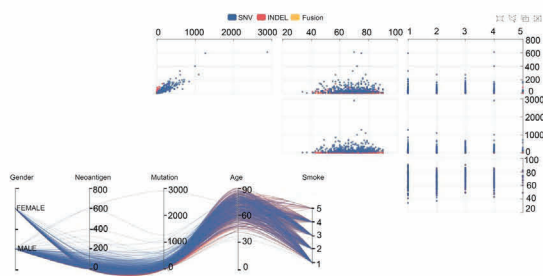 SNV INDEL Fusion
0 1000 2000 3000 20 40 60 80 100 1 2 3 4 5
800
600
400
200
0
3000
2000
1000
0
100
80
60
40
20
Gender Neoantigen Mutation Age Smoke
800 3000 90
FEMALE 600 5
2000 60 4
400 3
MALE 200 1000 30 2
1
0 0 0